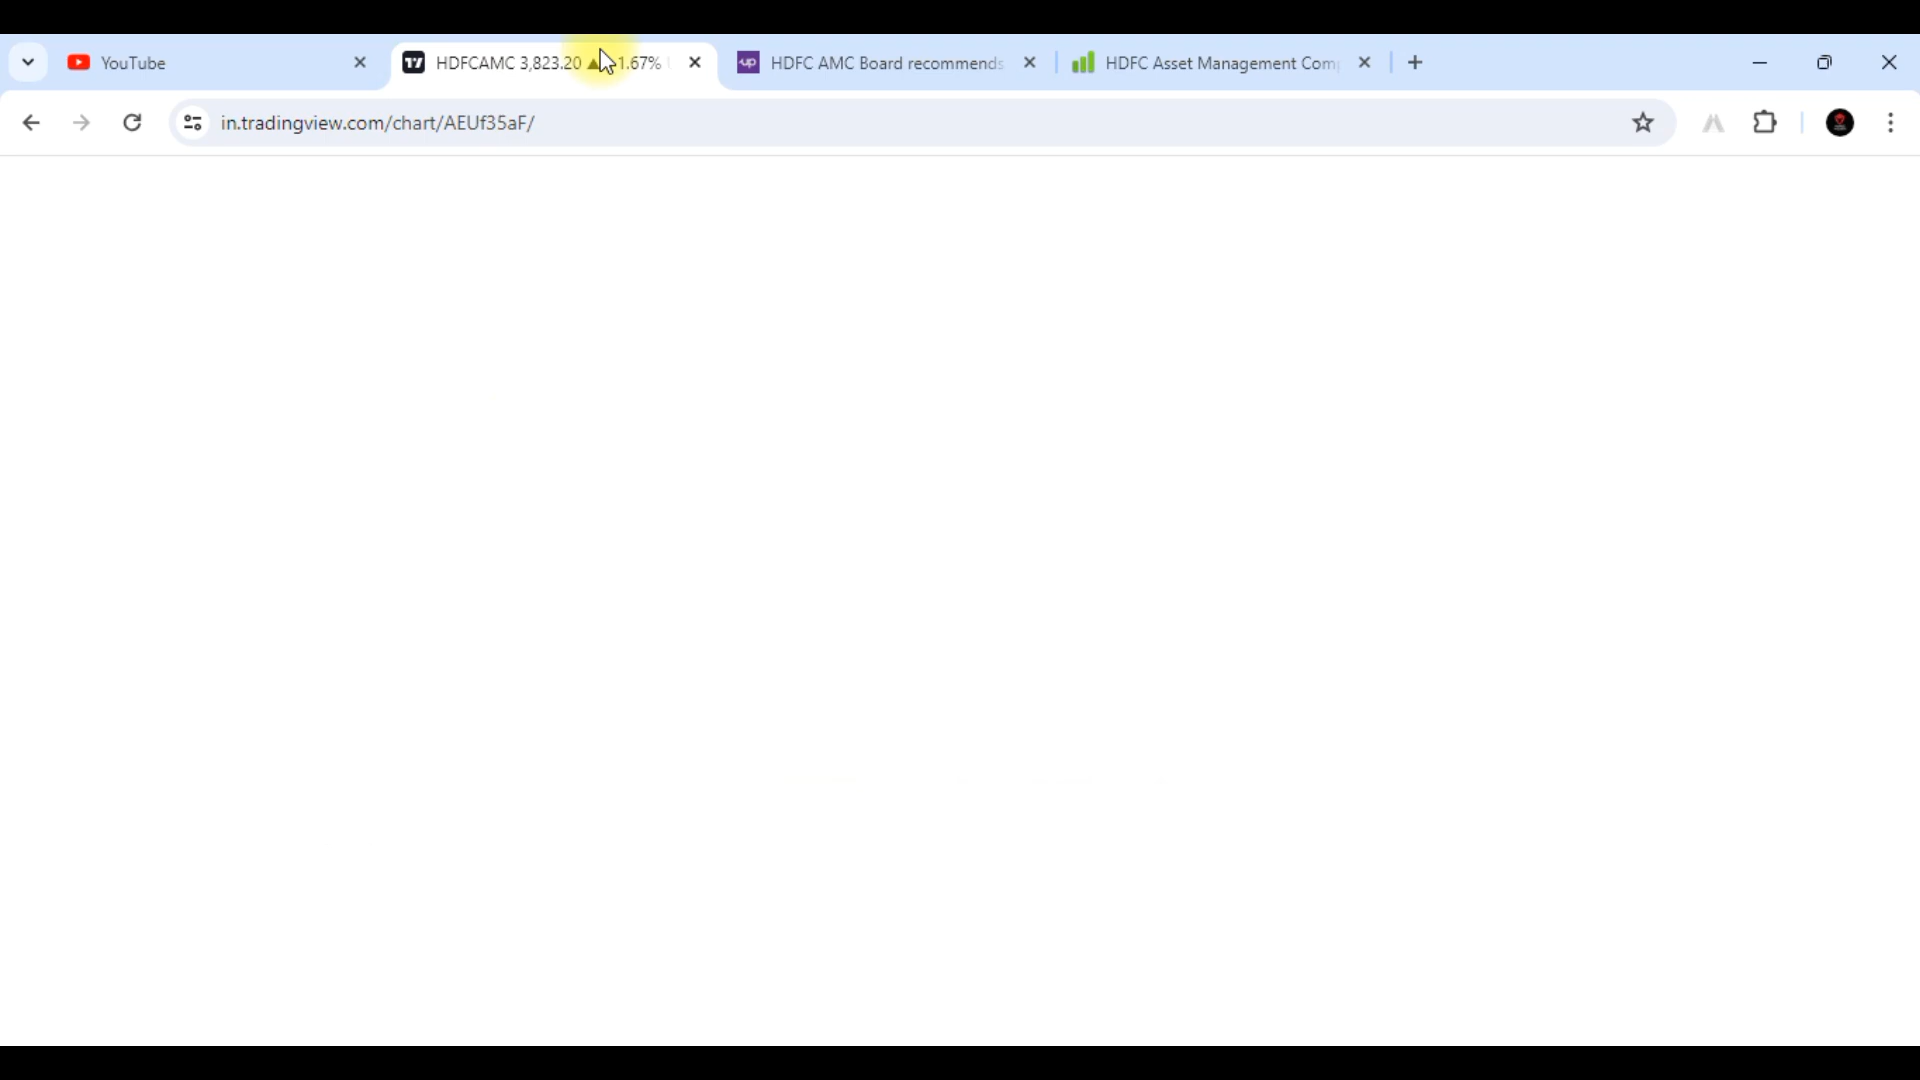 YouTube
HDFCAMC 3,823.20 ▲ 1.67%
HDFC AMC Board recommends
HDFC Asset Management Com
in.tradingview.com/chart/AEUf35aF/